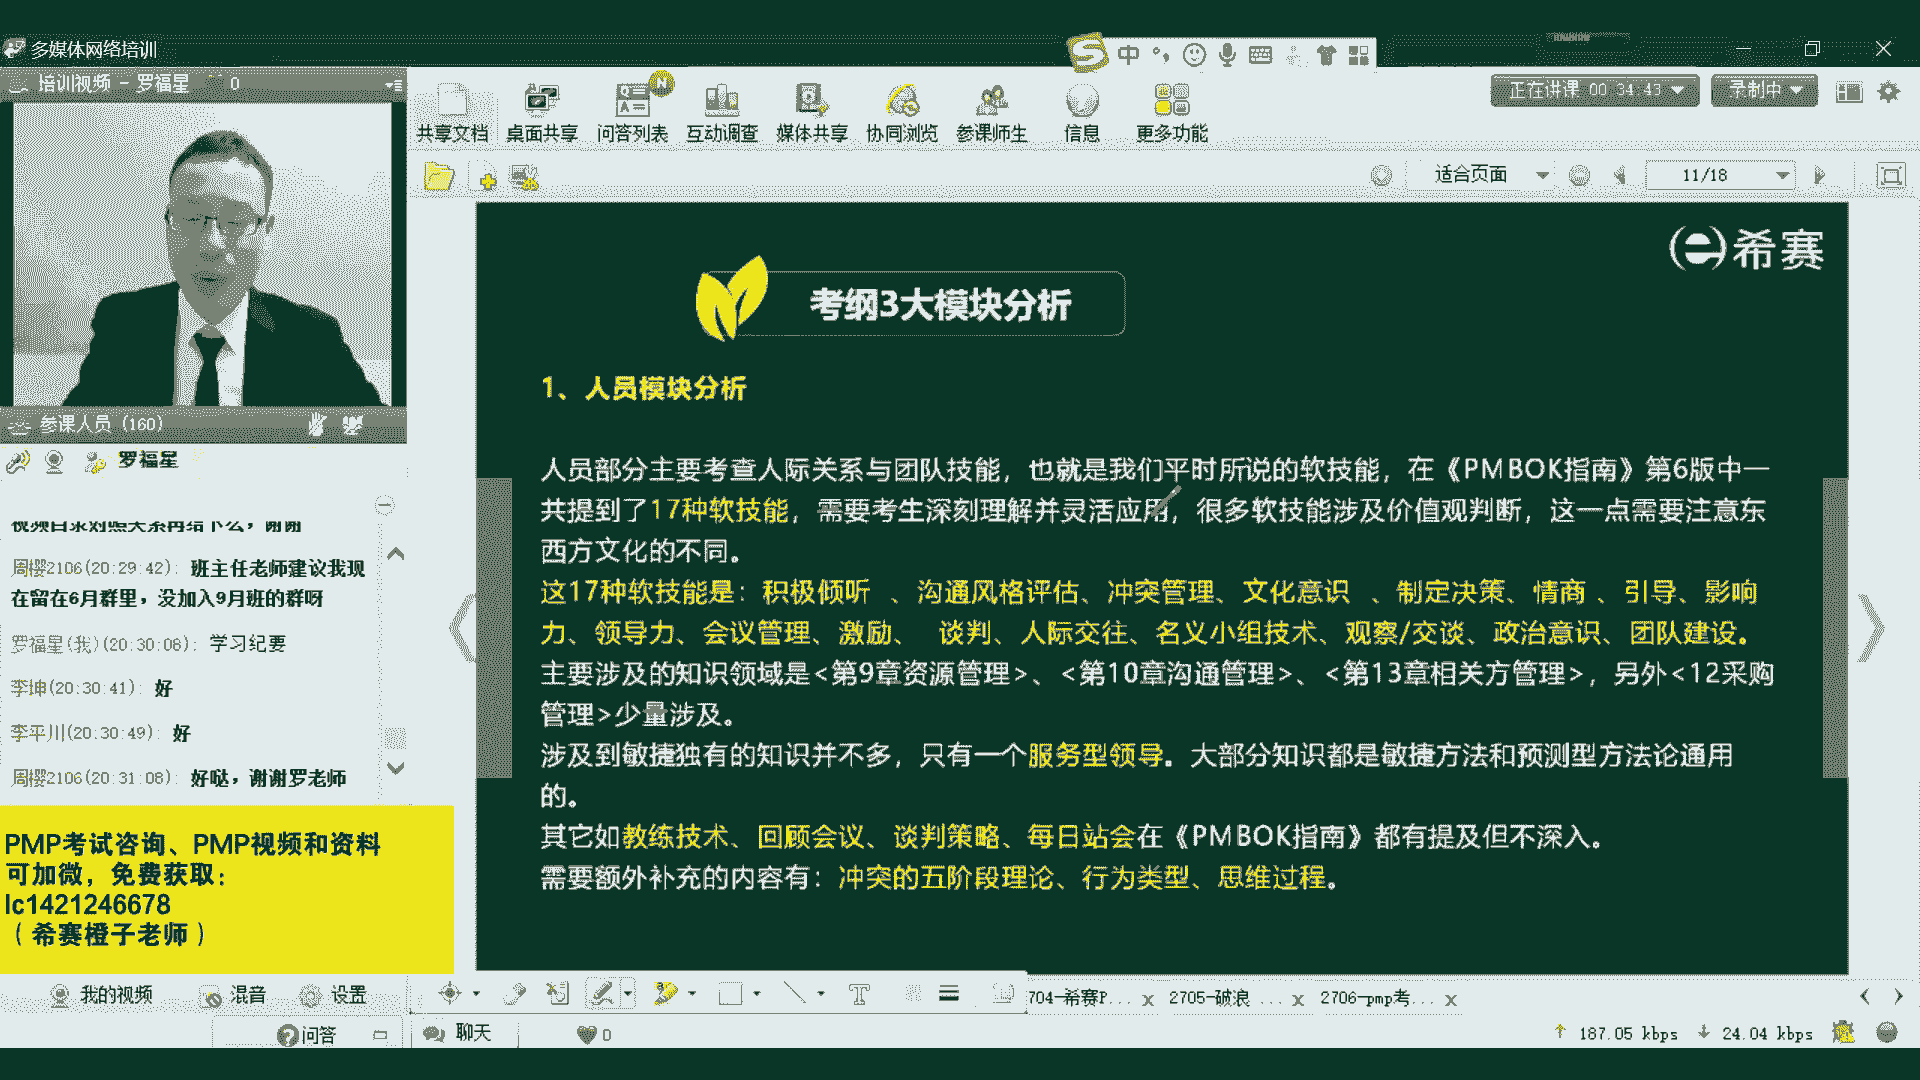 多媒体网络培训
培训视频 - 罗福星 0
中
共享文档 桌面共享 问答列表 互动调查 媒体共享 协同浏览 参课师生 信息 更多功能
正在讲课 00:34:43 录制中
适合页面 11/18
希赛
考纲3大模块分析
1、人员模块分析
人员部分主要考查人际关系与团队技能，也就是我们平时所说的软技能，在《PMBOK指南》第6版中一
共提到了17种软技能，需要考生深刻理解并灵活应用，很多软技能涉及价值观判断，这一点需要注意东
西方文化的不同。
这17种软技能是：积极倾听 、沟通风格评估、冲突管理、文化意识 、制定决策、情商 、引导、影响
力、领导力、会议管理、激励、 谈判、人际交往、名义小组技术、观察/交谈、政治意识、团队建设。
主要涉及的知识领域是<第9章资源管理>、<第10章沟通管理>、<第13章相关方管理>，另外<12采购
管理>少量涉及。
涉及到敏捷独有的知识并不多，只有一个服务型领导。大部分知识都是敏捷方法和预测型方法论通用
的。
其它如教练技术、回顾会议、谈判策略、每日站会在《PMBOK指南》都有提及但不深入。
需要额外补充的内容有：冲突的五阶段理论、行为类型、思维过程。
参课人员 (160)
罗福星
视频目录对照关系再给下么，谢谢
周樱2106(20:29:42): 班主任老师建议我现
在留在6月群里，没加入9月班的群呀
罗福星(我)(20:30:08): 学习纪要
李坤(20:30:41): 好
李平川(20:30:49): 好
周樱2106(20:31:08): 好哒，谢谢罗老师
PMP考试咨询、PMP视频和资料
可加微，免费获取：
lc1421246678
（希赛橙子老师）
我的视频 混音 设置
704-希赛P... x 2705-破浪 ... x 2706-pmp考... x
问答 聊天 0
187.05 kbps 24.04 kbps